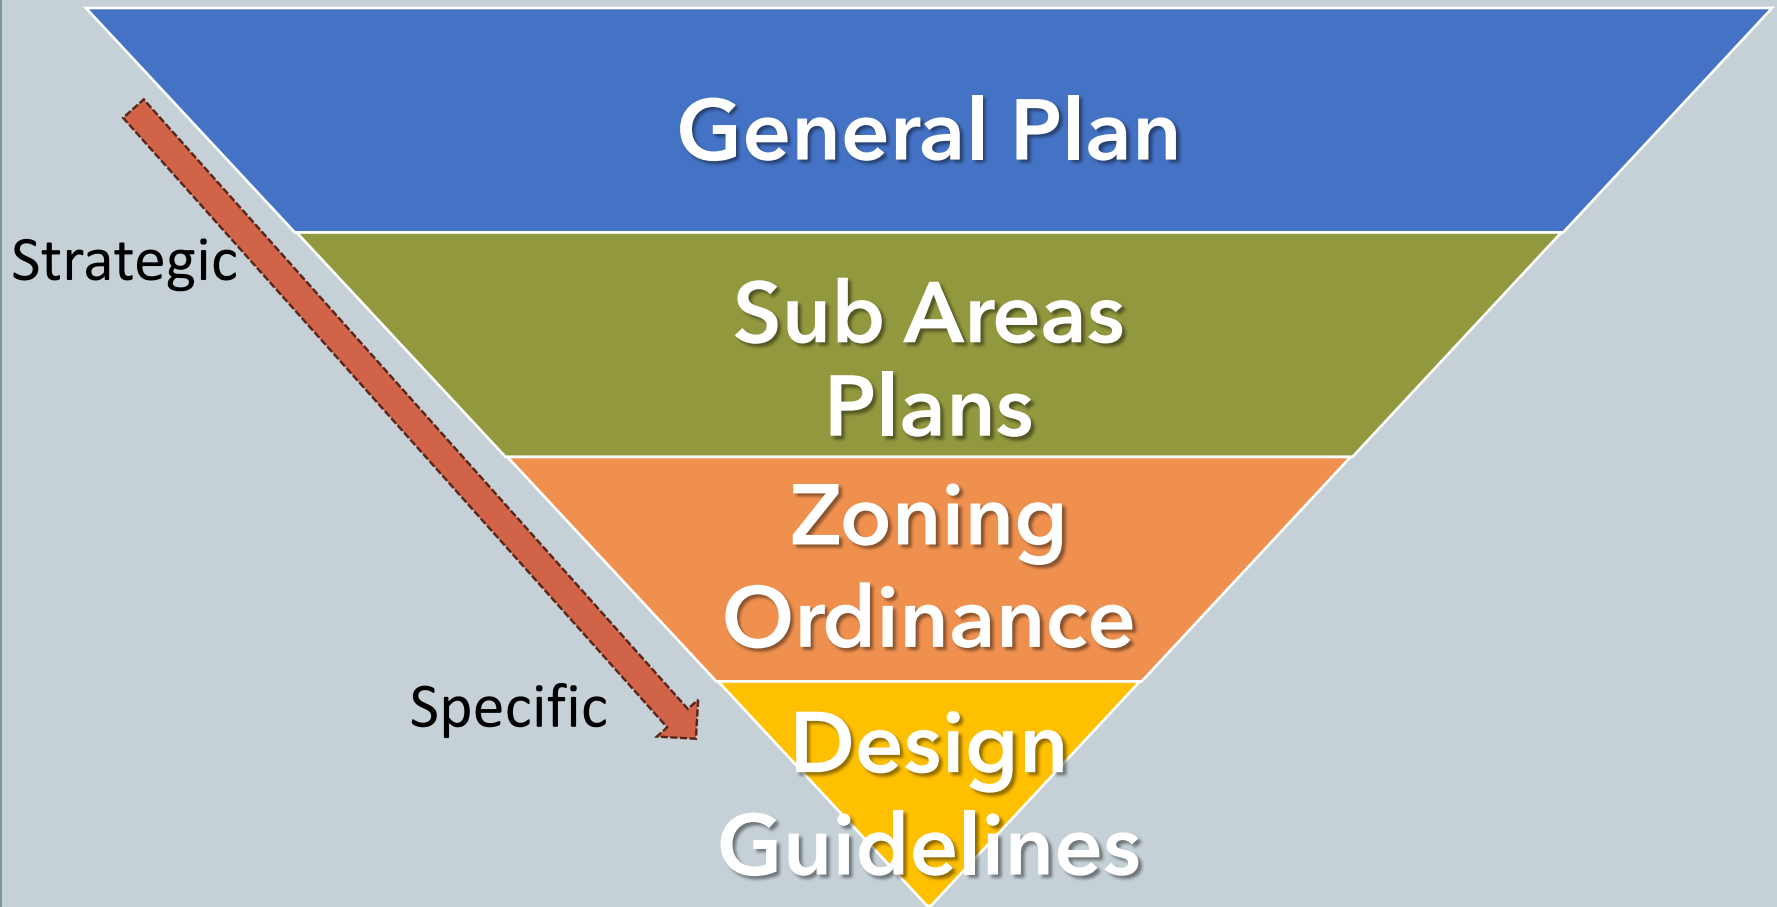 General Plan
Strategic
Sub Areas
Plans
Zoning
Ordinance
Specific
Design
Guidelines